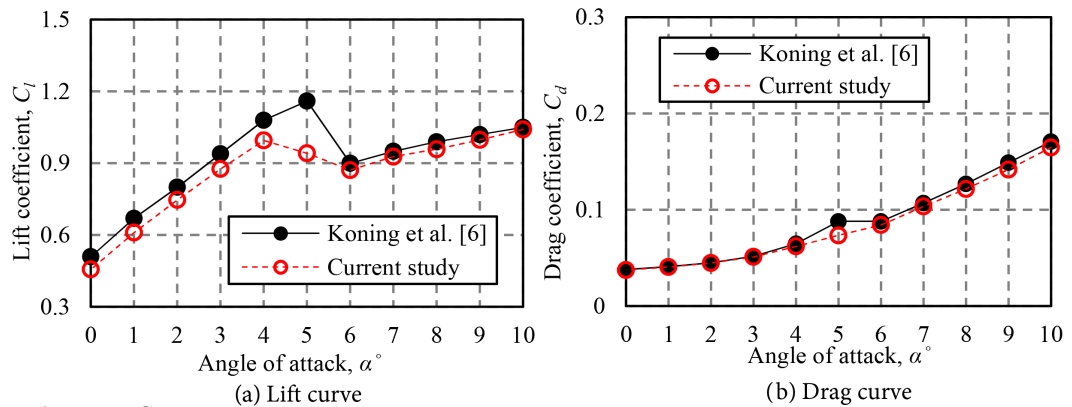 1.5
1.2
0.9
0.6
0.3
Lift coefficient, Cl
Koning et al. [6]
Current study
0 1 2 3 4 5 6 7 8 9 10
Angle of attack, α°
(a) Lift curve
0.3
0.2
0.1
0
Drag coefficient, Cd
Koning et al. [6]
Current study
0 1 2 3 4 5 6 7 8 9 10
Angle of attack, α°
(b) Drag curve